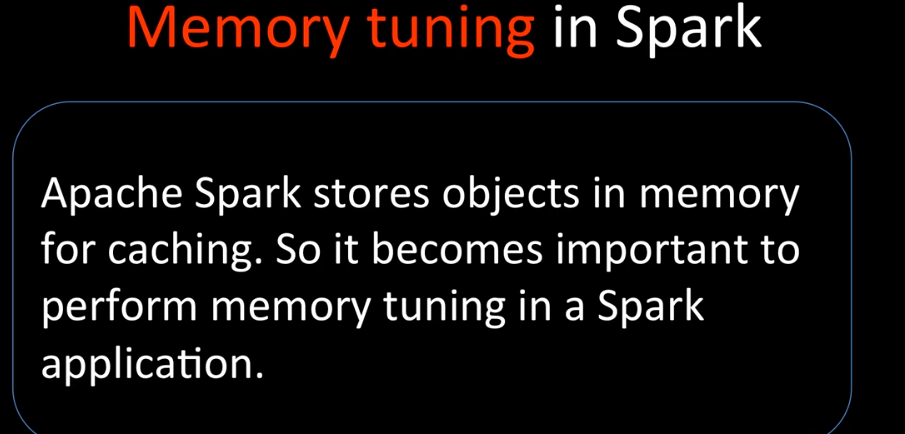 Memory tuning in Spark
Apache Spark stores objects in memory
for caching. So it becomes important to
perform memory tuning in a Spark
application.